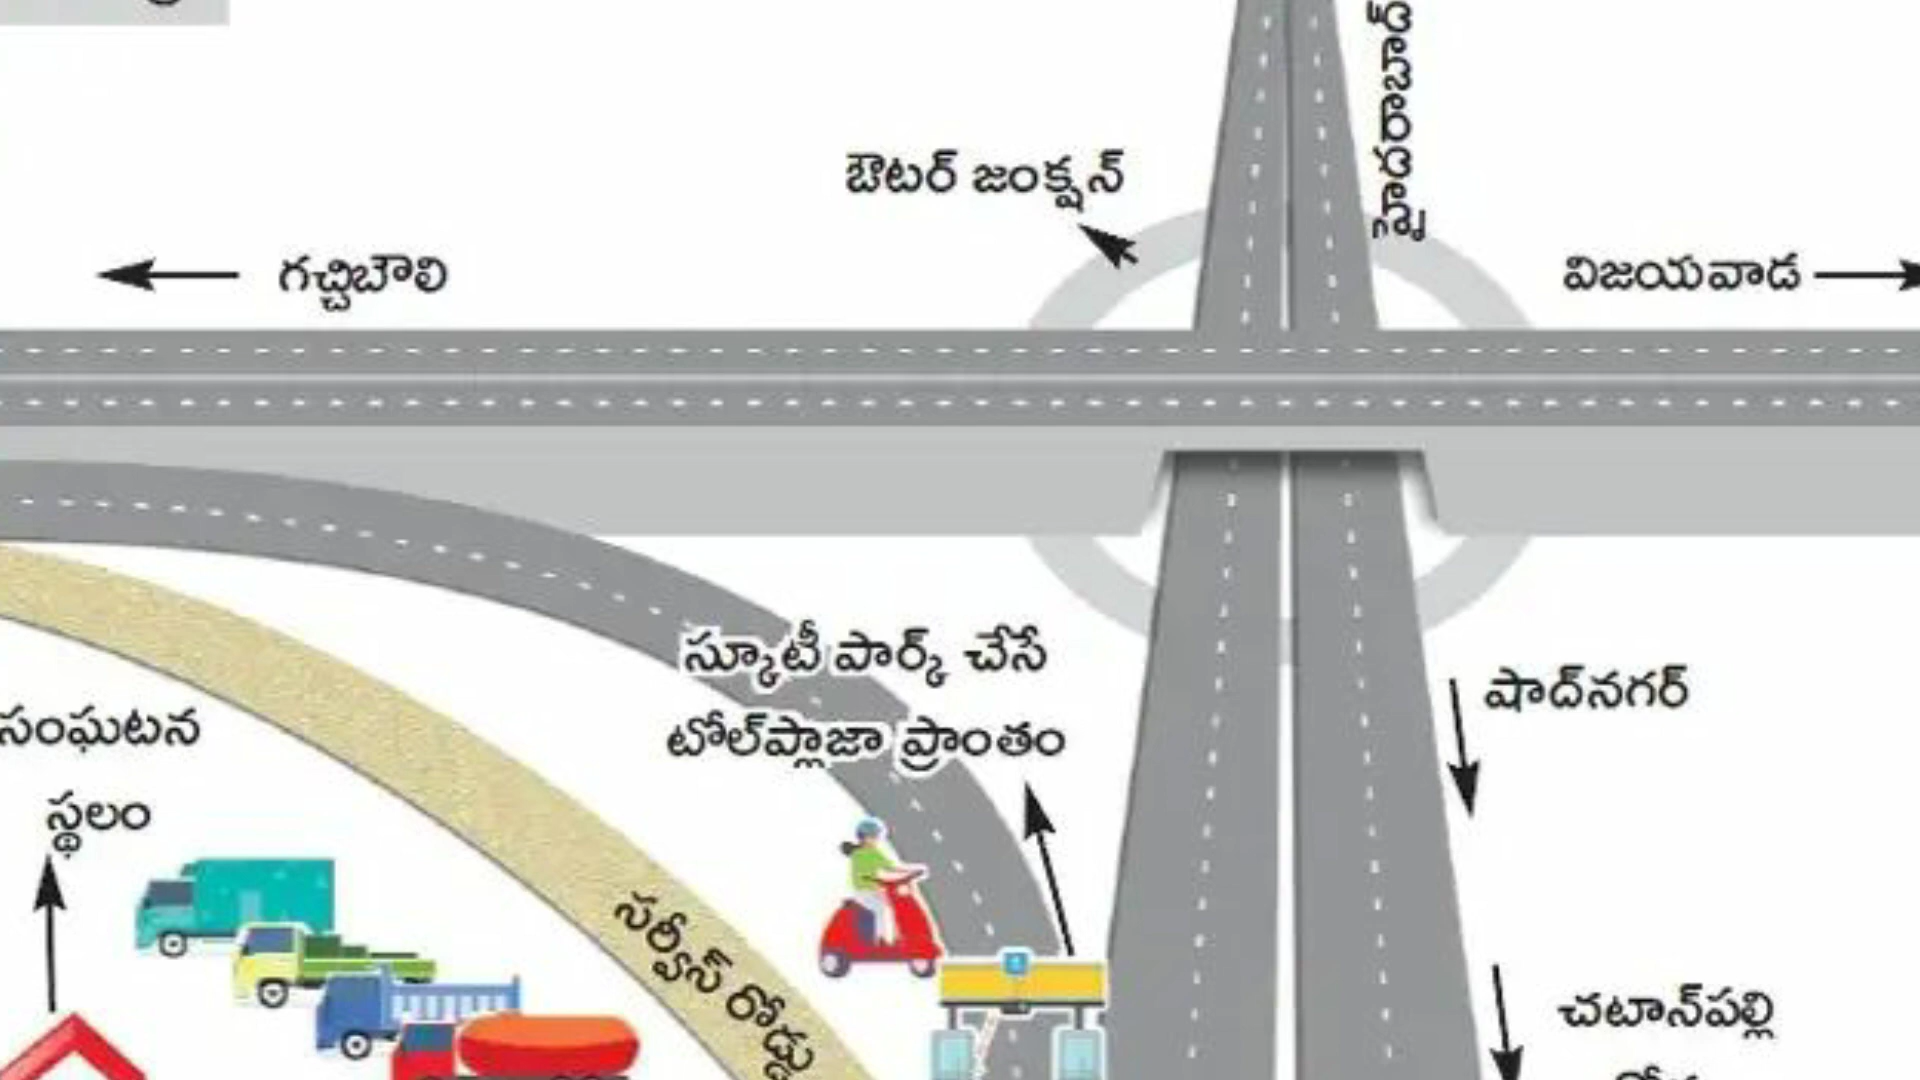 హైదరాబాద్
ఔటర్ జంక్షన్
గచ్చిబౌలి
విజయవాడ
స్కూటీ పార్క్ చేసే
టోల్‌ప్లాజా ప్రాంతం
షాద్‌నగర్
సంఘటన
స్థలం
సర్వీస్ రోడ్డు
చటాన్‌పల్లి